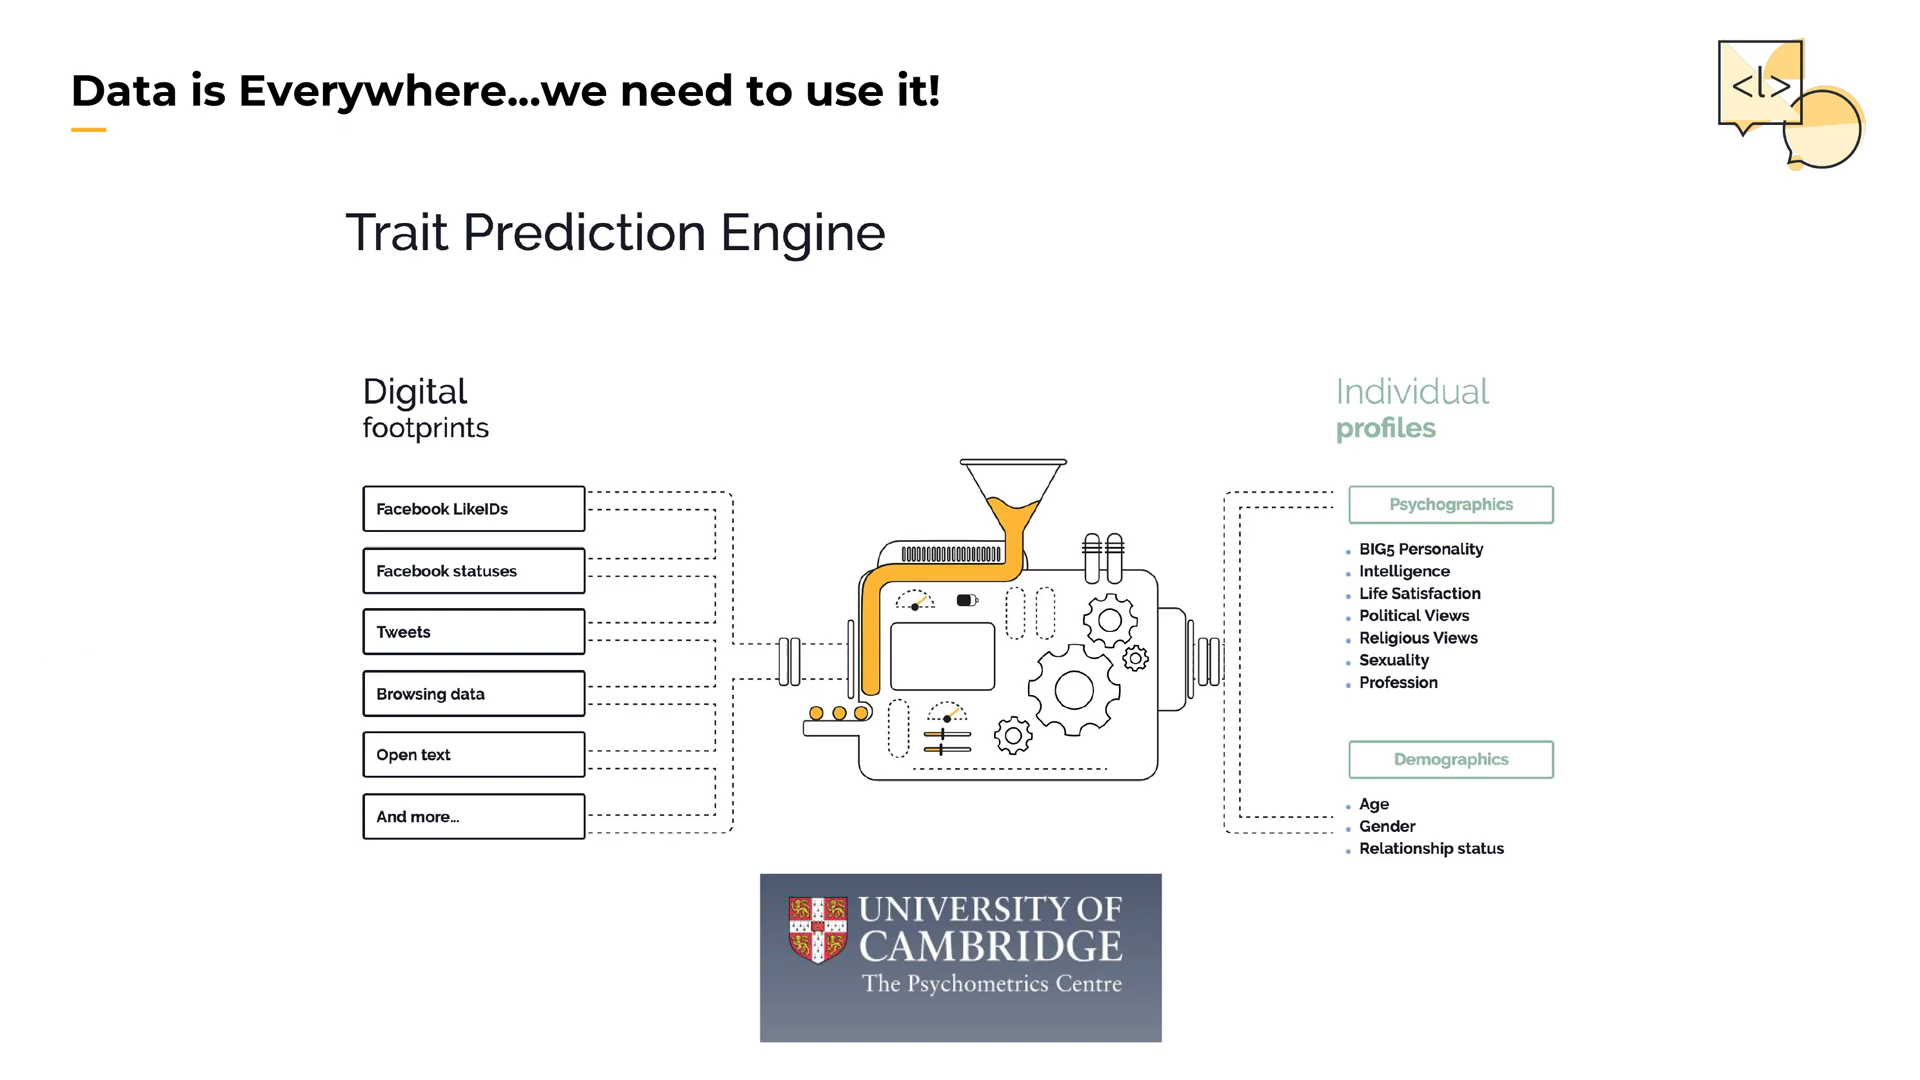 Data is Everywhere...we need to use it!
<|>
Trait Prediction Engine
Digital
footprints
Facebook LikeIDs
Facebook statuses
Tweets
Browsing data
Open text
And more...
Individual
profiles
Psychographics
BIG5 Personality
Intelligence
Life Satisfaction
Political Views
Religious Views
Sexuality
Profession
Demographics
Age
Gender
Relationship status
UNIVERSITY OF
CAMBRIDGE
The Psychometrics Centre